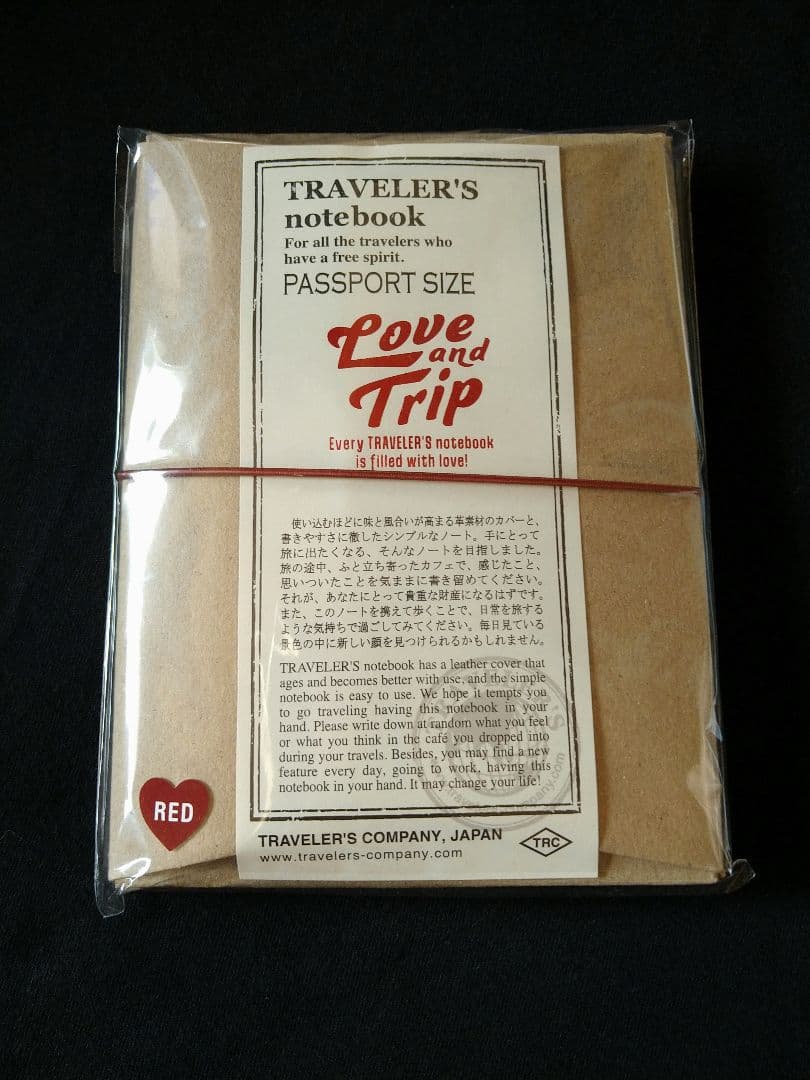 TRAVELER'S
notebook
For all the travelers who
have a free spirit.
PASSPORT SIZE
Love
and
Trip
Every TRAVELER'S notebook
is filled with love!
使い込むほどに味と風合いが高まる革素材のカバーと、
書きやすさに徹したシンプルなノート。手にとって
旅に出たくなる、そんなノートを目指しました。
旅の途中、ふと立ち寄ったカフェで、感じたこと、
思いついたことを気ままに書き留めてください。
それが、あなたにとって貴重な財産になるはずです。
また、このノートを携えて歩くことで、日常を旅する
ような気持ちで過ごしてみてください。毎日見ている
景色の中に新しい顔を見つけられるかもしれません。
TRAVELER'S notebook has a leather cover that
ages and becomes better with use, and the simple
notebook is easy to use. We hope it tempts you
to go traveling having this notebook in your
hand. Please write down at random what you feel
or what you think in the café you dropped into
during your travels. Besides, you may find a new
feature every day, going to work, having this
notebook in your hand. It may change your life!
RED
TRAVELER'S COMPANY, JAPAN
www.travelers-company.com
TRC